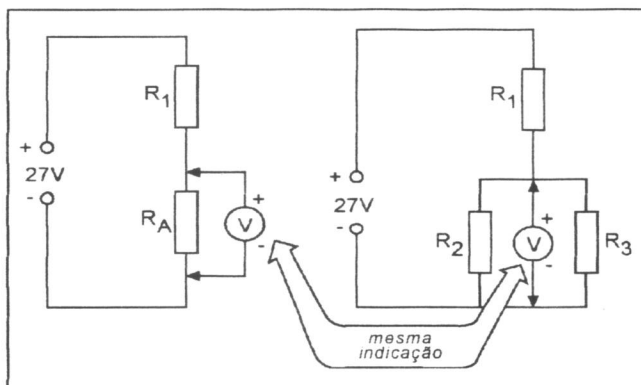 R1
+
27V
-
RA
+
V
-
R1
+
27V
-
R2
+
V
-
R3
mesma
indicação